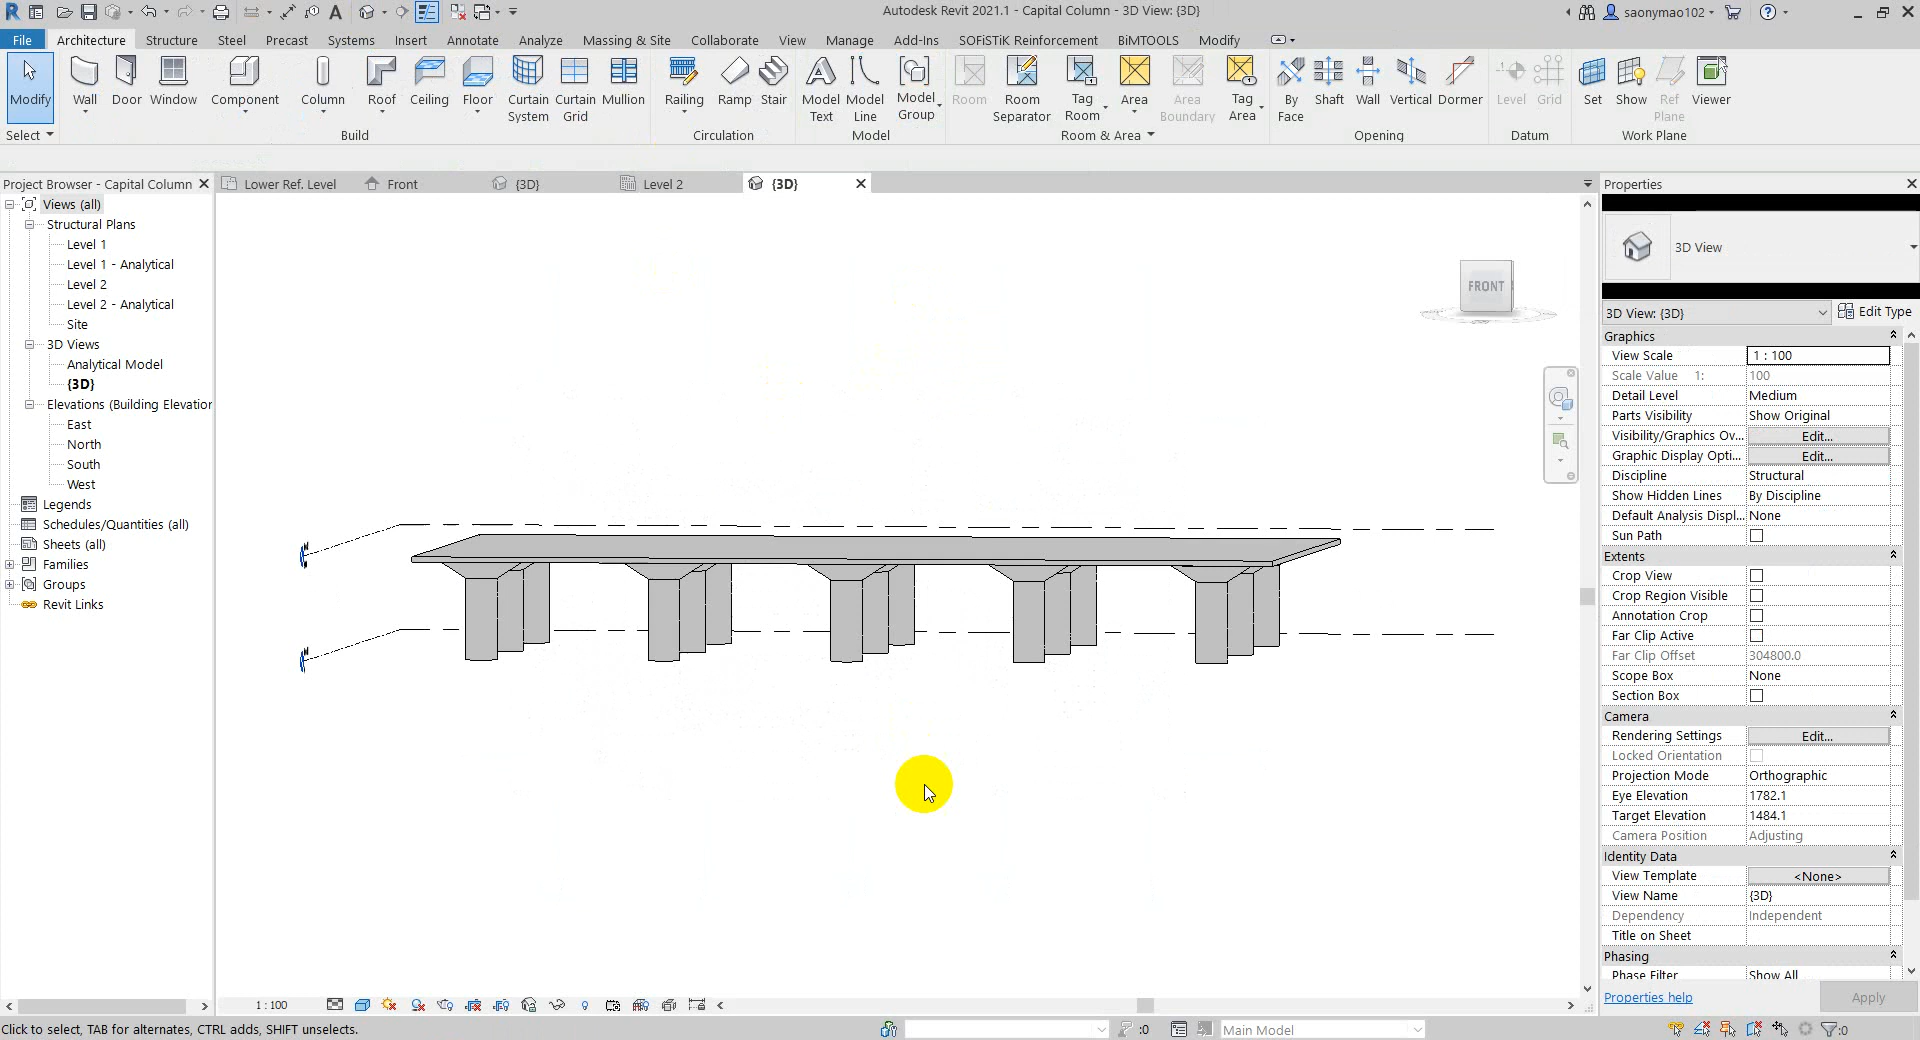 Autodesk Revit 2021.1 - Capital Column - 3D View: {3D}
saonymao102
File Architecture Structure Steel Precast Systems Insert Annotate Analyze Massing & Site Collaborate View Manage Add-Ins SOFiSTiK Reinforcement BiMTOOLS Modify
Modify Wall Door Window Component Column Roof Ceiling Floor Curtain System Curtain Grid Mullion Railing Ramp Stair Model Text Model Line Model Group Room Room Separator Tag Room Area Area Boundary Tag Area By Face Shaft Wall Vertical Dormer Level Grid Set Show Ref Plane Viewer
Select Build Circulation Model Room & Area Opening Datum Work Plane
Project Browser - Capital Column
Lower Ref. Level Front {3D} Level 2 {3D}
Views (all)
Structural Plans
Level 1
Level 1 - Analytical
Level 2
Level 2 - Analytical
Site
3D Views
Analytical Model
{3D}
Elevations (Building Elevation
East
North
South
West
Legends
Schedules/Quantities (all)
Sheets (all)
Families
Groups
Revit Links
FRONT
Properties
3D View
3D View: {3D} Edit Type
Graphics
View Scale 1 : 100
Scale Value 1: 100
Detail Level Medium
Parts Visibility Show Original
Visibility/Graphics Ov... Edit...
Graphic Display Opti... Edit...
Discipline Structural
Show Hidden Lines By Discipline
Default Analysis Displ... None
Sun Path
Extents
Crop View
Crop Region Visible
Annotation Crop
Far Clip Active
Far Clip Offset 304800.0
Scope Box None
Section Box
Camera
Rendering Settings Edit...
Locked Orientation
Projection Mode Orthographic
Eye Elevation 1782.1
Target Elevation 1484.1
Camera Position Adjusting
Identity Data
View Template <None>
View Name {3D}
Dependency Independent
Title on Sheet
Phasing
Phase Filter Show All
Properties help Apply
1 : 100
Click to select, TAB for alternates, CTRL adds, SHIFT unselects.
:0 Main Model :0